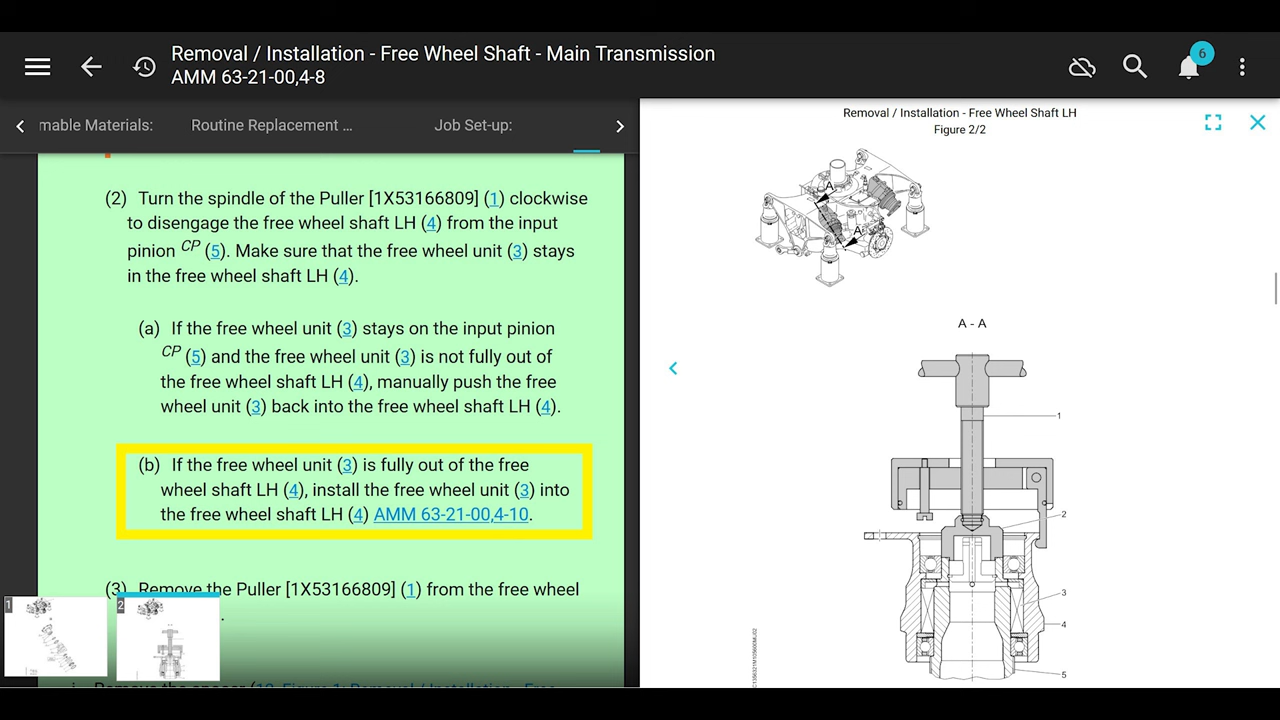 Removal / Installation - Free Wheel Shaft - Main Transmission
AMM 63-21-00,4-8
6
mable Materials:
Routine Replacement …
Job Set-up:
(2) Turn the spindle of the Puller [1X53166809] (1) clockwise
to disengage the free wheel shaft LH (4) from the input
pinion CP (5). Make sure that the free wheel unit (3) stays
in the free wheel shaft LH (4).
(a) If the free wheel unit (3) stays on the input pinion
CP (5) and the free wheel unit (3) is not fully out of
the free wheel shaft LH (4), manually push the free
wheel unit (3) back into the free wheel shaft LH (4).
(b) If the free wheel unit (3) is fully out of the free
wheel shaft LH (4), install the free wheel unit (3) into
the free wheel shaft LH (4) AMM 63-21-00,4-10.
(3) Remove the Puller [1X53166809] (1) from the free wheel
1
2
Removal / Installation - Free Wheel Shaft LH
Figure 2/2
A
A
A - A
1
2
3
4
5